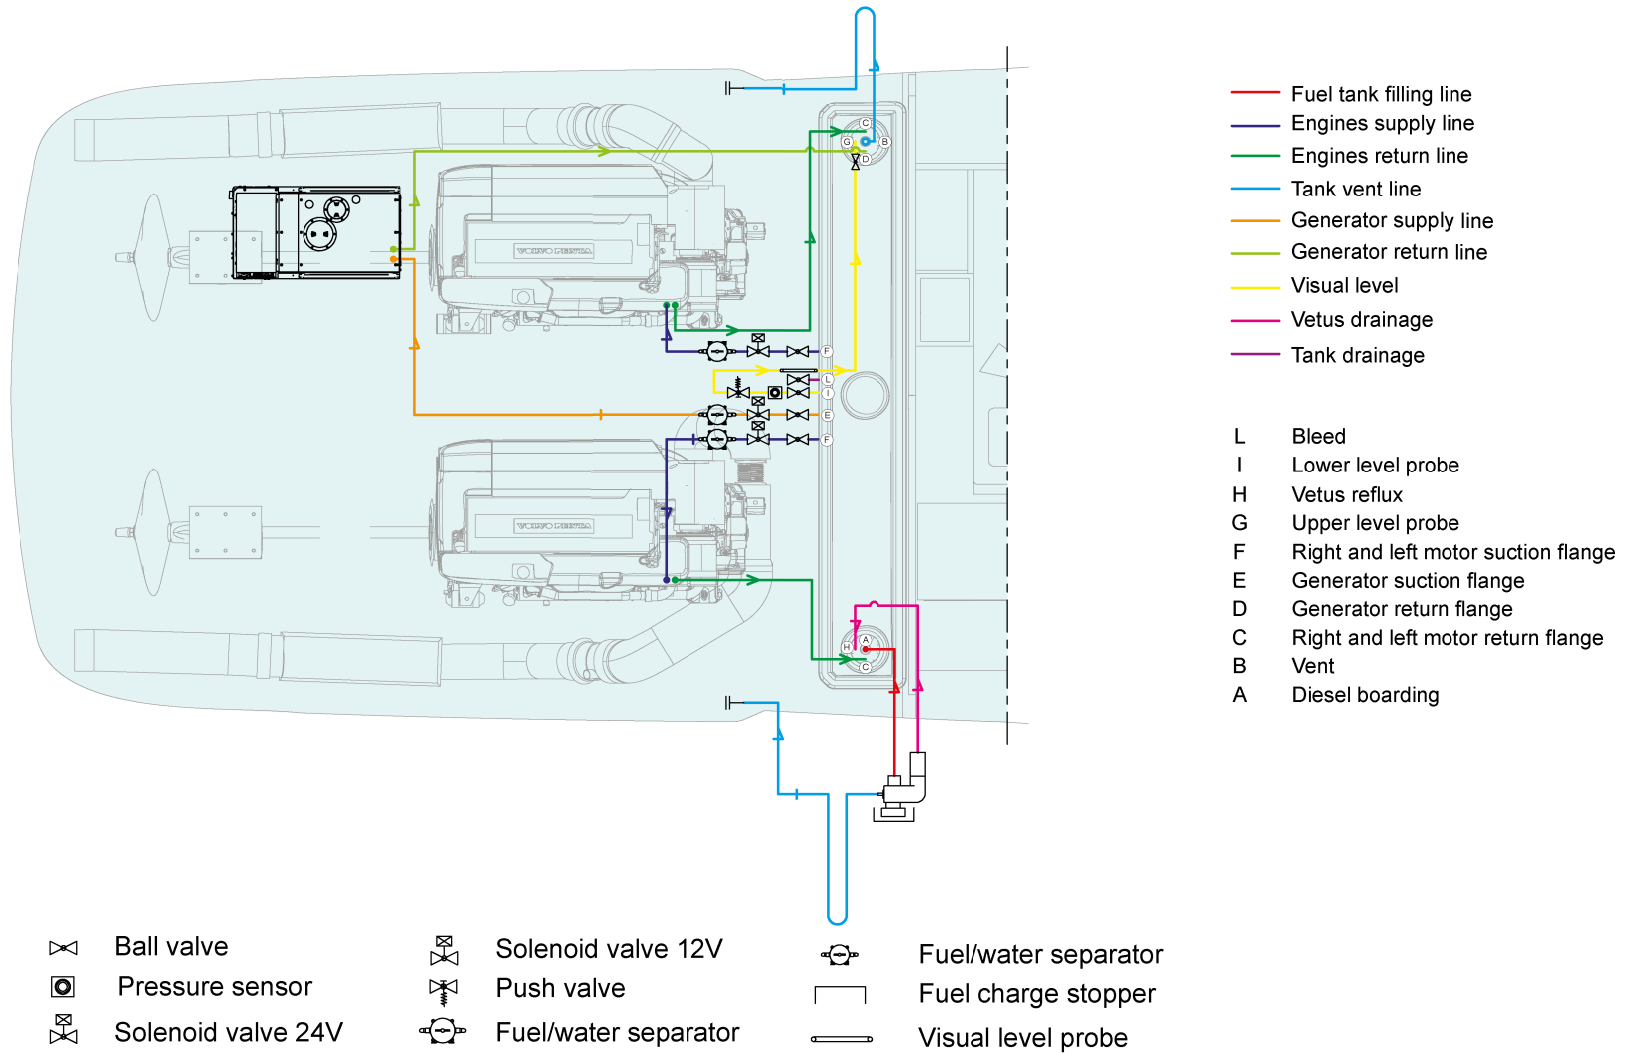 C
G
B
D
VOLVO PENTA
F
L
I
E
F
VOLVO PENTA
A
H
C
Fuel tank filling line
Engines supply line
Engines return line
Tank vent line
Generator supply line
Generator return line
Visual level
Vetus drainage
Tank drainage
L Bleed
I Lower level probe
H Vetus reflux
G Upper level probe
F Right and left motor suction flange
E Generator suction flange
D Generator return flange
C Right and left motor return flange
B Vent
A Diesel boarding
Ball valve
Pressure sensor
Solenoid valve 24V
Solenoid valve 12V
Push valve
Fuel/water separator
Fuel/water separator
Fuel charge stopper
Visual level probe